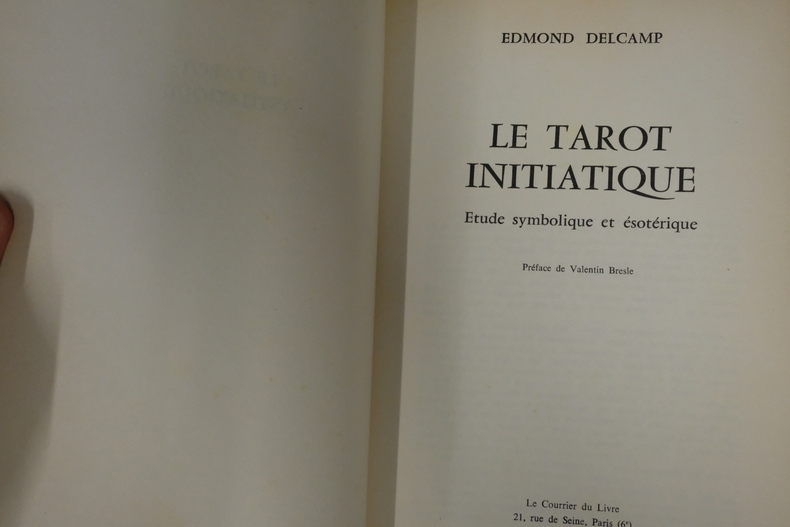 EDMOND DELCAMP
LE TAROT
INITIATIQUE
Etude symbolique et ésotérique
Préface de Valentin Bresle
Le Courrier du Livre
21, rue de Seine, Paris (6e)